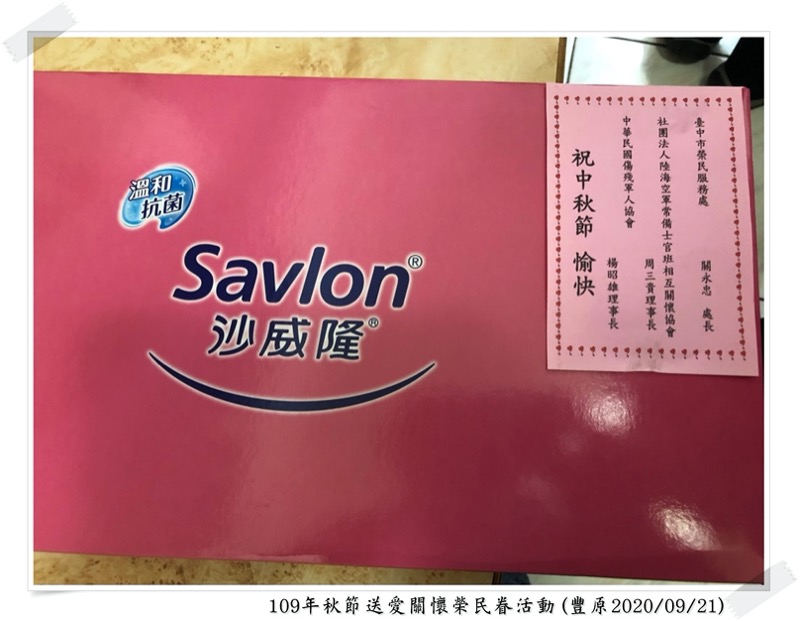 溫和
抗菌
Savlon®
沙威隆®
臺中市榮民服務處 關永忠 處長
社團法人陸海空軍常備士官班相互關懷協會
周三貴理事長
中華民國傷殘軍人協會
楊昭雄理事長
祝中秋節 愉快
109年秋節送愛關懷榮民眷活動(豐原2020/09/21)